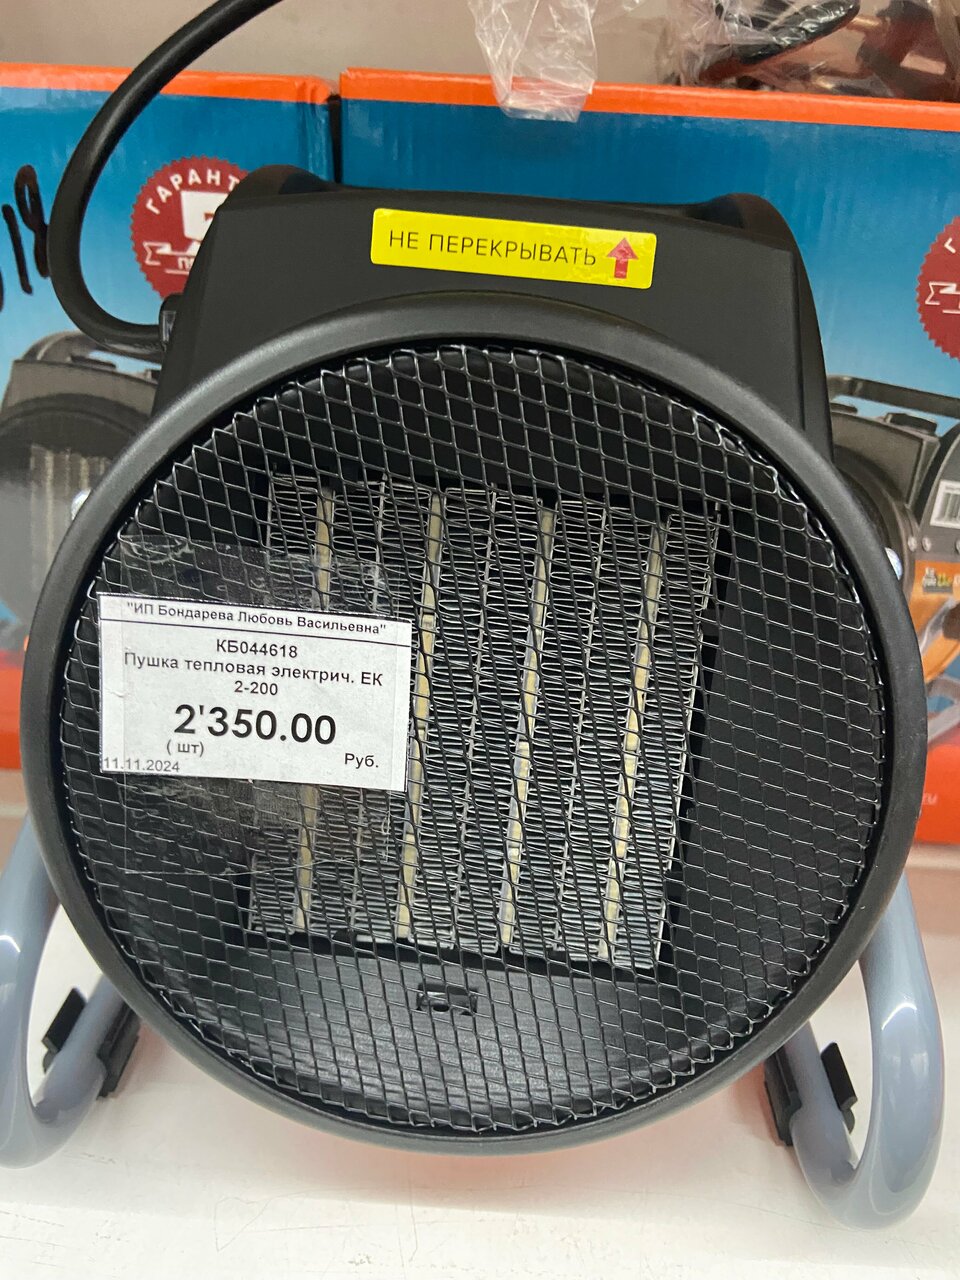 ГАРАНТ
НЕ ПЕРЕКРЫВАТЬ
"ИП Бондарева Любовь Васильевна"
КБ044618
Пушка тепловая электрич. ЕК
2-200
2'350.00
( шт)
Руб.
11.11.2024